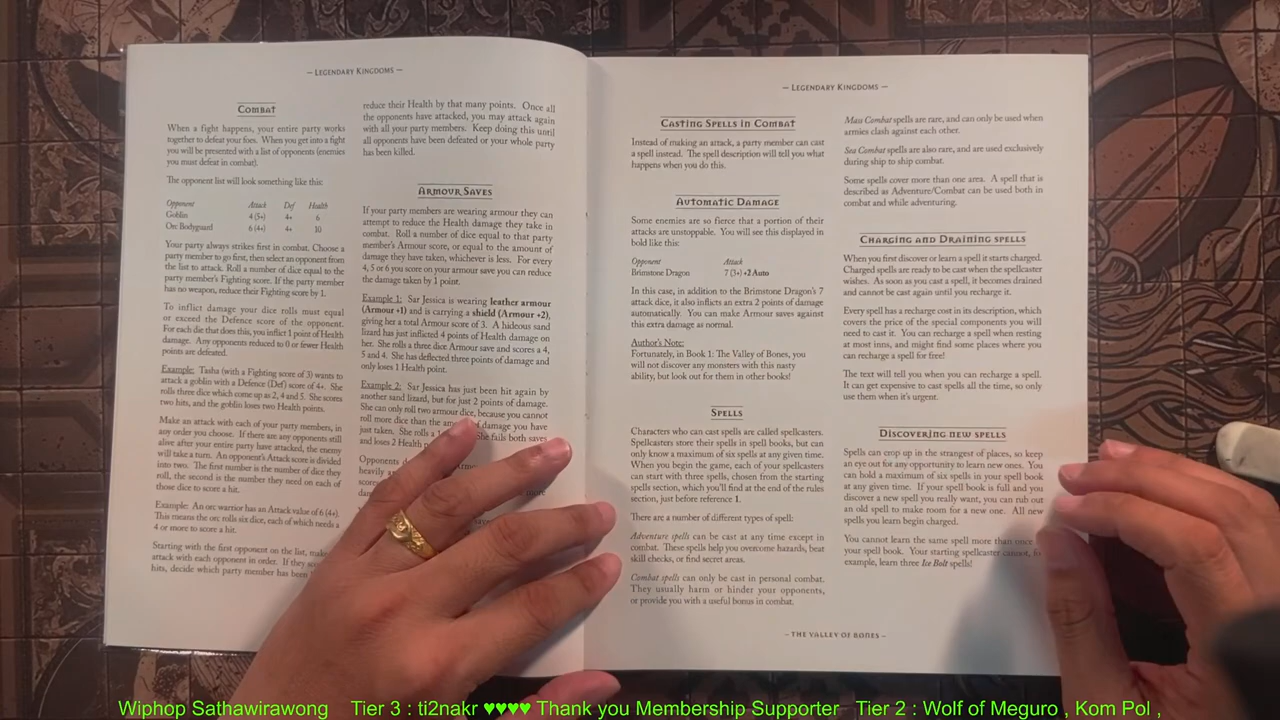 — Legendary Kingdoms —
Combat
When a fight happens, your entire party works
together to defeat your foes. When you get into a fight
you will be presented with a list of opponents (enemies
you must defeat in combat).
The opponent list will look something like this:
Opponent Attack Def Health
Goblin 4 (5+) 4+ 6
Orc Bodyguard 6 (4+) 4+ 10
Your party always strikes first in combat. Choose a
party member to go first, then select an opponent from
the list to attack. Roll a number of dice equal to the
party member's Fighting score. If the party member
has no weapon, reduce their Fighting score by 1.
To inflict damage your dice rolls must equal
or exceed the Defence score of the opponent.
For each die that does this, you inflict 1 point of Health
damage. Any opponents reduced to 0 or fewer Health
points are defeated.
Example: Tasha (with a Fighting score of 3) wants to
attack a goblin with a Defence (Def) score of 4+. She
rolls three dice which come up as 2, 4 and 5. She scores
two hits, and the goblin loses two Health points.
Make an attack with each of your party members, in
any order you choose. If there are any opponents still
alive after your entire party have attacked, the enemy
will take a turn. An opponent's Attack score is divided
into two. The first number is the number of dice they
roll, the second is the number they need on each of
those dice to score a hit.
Example: An orc warrior has an Attack value of 6 (4+).
This means the orc rolls six dice, each of which needs a
4 or more to score a hit.
Starting with the first opponent on the list, make
attack with each opponent in order. If they
hits, decide which party member has been
reduce their Health by that many points. Once all
the opponents have attacked, you may attack again
with all your party members. Keep doing this until
all opponents have been defeated or your whole party
has been killed.
Armour Saves
If your party members are wearing armour they can
attempt to reduce the Health damage they take in
combat. Roll a number of dice equal to that party
member's Armour score, or equal to the amount of
damage they have taken, whichever is less. For every
4, 5 or 6 you score on your armour save you can reduce
the damage taken by 1 point.
Example 1: Sar Jessica is wearing leather armour
(Armour +1) and is carrying a shield (Armour +2),
giving her a total Armour score of 3. A hideous sand
lizard has just inflicted 4 points of Health damage on
her. She rolls a three dice Armour save and scores a 4,
5 and 4. She has deflected three points of damage and
only loses 1 Health point.
Example 2: Sar Jessica has just been hit again by
another sand lizard, but for just 2 points of damage.
She can only roll two armour dice, because you cannot
roll more dice than the damage you have
just taken. She rolls a She fails both saves
and loses 2 Health
Opponents
heavily
— Legendary Kingdoms —
Casting Spells in Combat
Instead of making an attack, a party member can cast
a spell instead. The spell description will tell you what
happens when you do this.
Automatic Damage
Some enemies are so fierce that a portion of their
attacks are unstoppable. You will see this displayed in
bold like this:
Opponent Attack
Brimstone Dragon 7 (3+) +2 Auto
In this case, in addition to the Brimstone Dragon's 7
attack dice, it also inflicts an extra 2 points of damage
automatically. You can make Armour saves against
this extra damage as normal.
Author's Note:
Fortunately, in Book 1: The Valley of Bones, you
will not discover any monsters with this nasty
ability, but look out for them in other books!
Spells
Characters who can cast spells are called spellcasters.
Spellcasters store their spells in spell books, but can
only know a maximum of six spells at any given time.
When you begin the game, each of your spellcasters
can start with three spells, chosen from the starting
spells section, which you'll find at the end of the rules
section, just before reference 1.
There are a number of different types of spell:
Adventure spells can be cast at any time except in
combat. These spells help you overcome hazards, beat
skill checks, or find secret areas.
Combat spells can only be cast in personal combat.
They usually harm or hinder your opponents,
or provide you with a useful bonus in combat.
Mass Combat spells are rare, and can only be used when
armies clash against each other.
Sea Combat spells are also rare, and are used exclusively
during ship to ship combat.
Some spells cover more than one area. A spell that is
described as Adventure/Combat can be used both in
combat and while adventuring.
Charging and Draining spells
When you first discover or learn a spell it starts charged.
Charged spells are ready to be cast when the spellcaster
wishes. As soon as you cast a spell, it becomes drained
and cannot be cast again until you recharge it.
Every spell has a recharge cost in its description, which
covers the price of the special components you will
need to cast it. You can recharge a spell when resting
at most inns, and might find some places where you
can recharge a spell for free!
The text will tell you when you can recharge a spell.
It can get expensive to cast spells all the time, so only
use them when it's urgent.
Discovering new spells
Spells can crop up in the strangest of places, so keep
an eye out for any opportunity to learn new ones. You
can hold a maximum of six spells in your spell book
at any given time. If your spell book is full and you
discover a new spell you really want, you can rub out
an old spell to make room for a new one. All new
spells you learn begin charged.
You cannot learn the same spell more than once in
your spell book. Your starting spellcaster cannot, for
example, learn three Ice Bolt spells!
– The Valley of Bones –
Wiphop Sathawirawong Tier 3 : ti2nakr ♥♥♥♥ Thank you Membership Supporter Tier 2 : Wolf of Meguro , Kom Pol ,